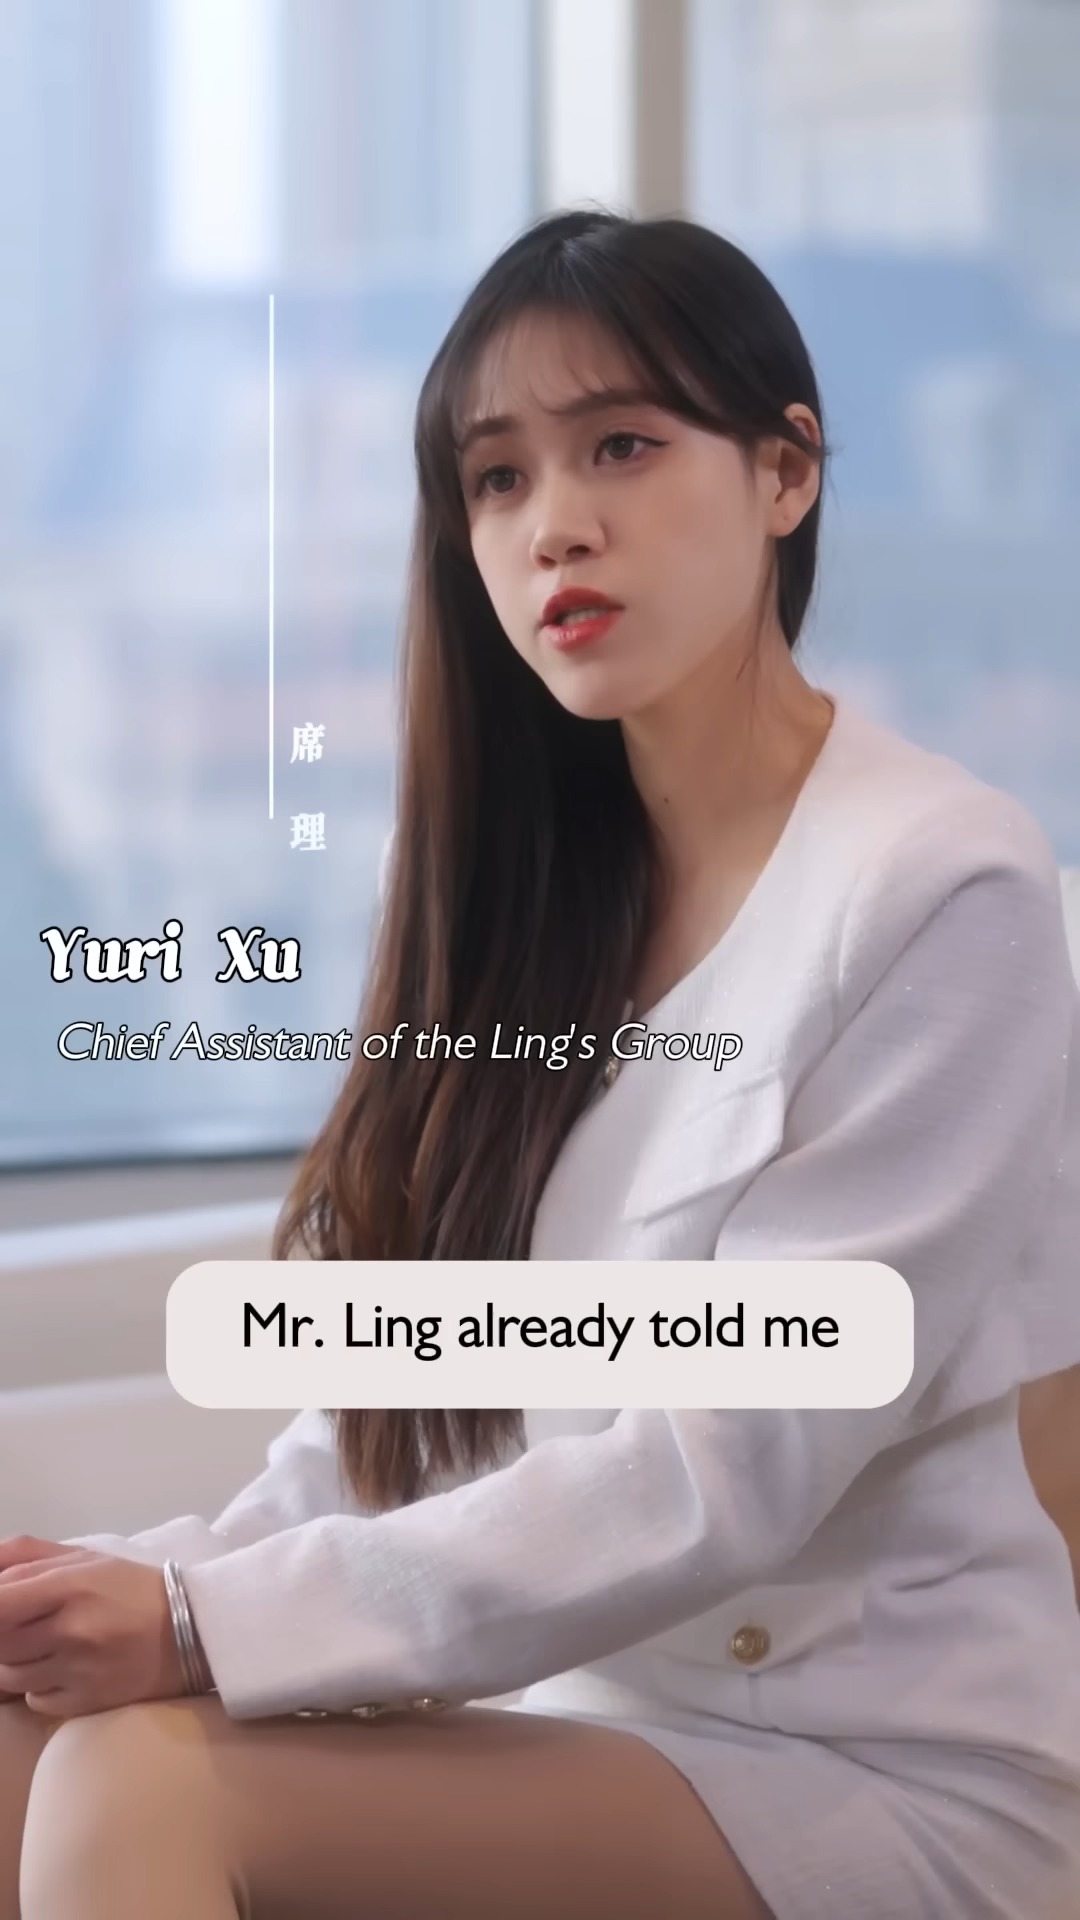 席
理
Yuri Xu
Chief Assistant of the Ling's Group
Mr. Ling already told me